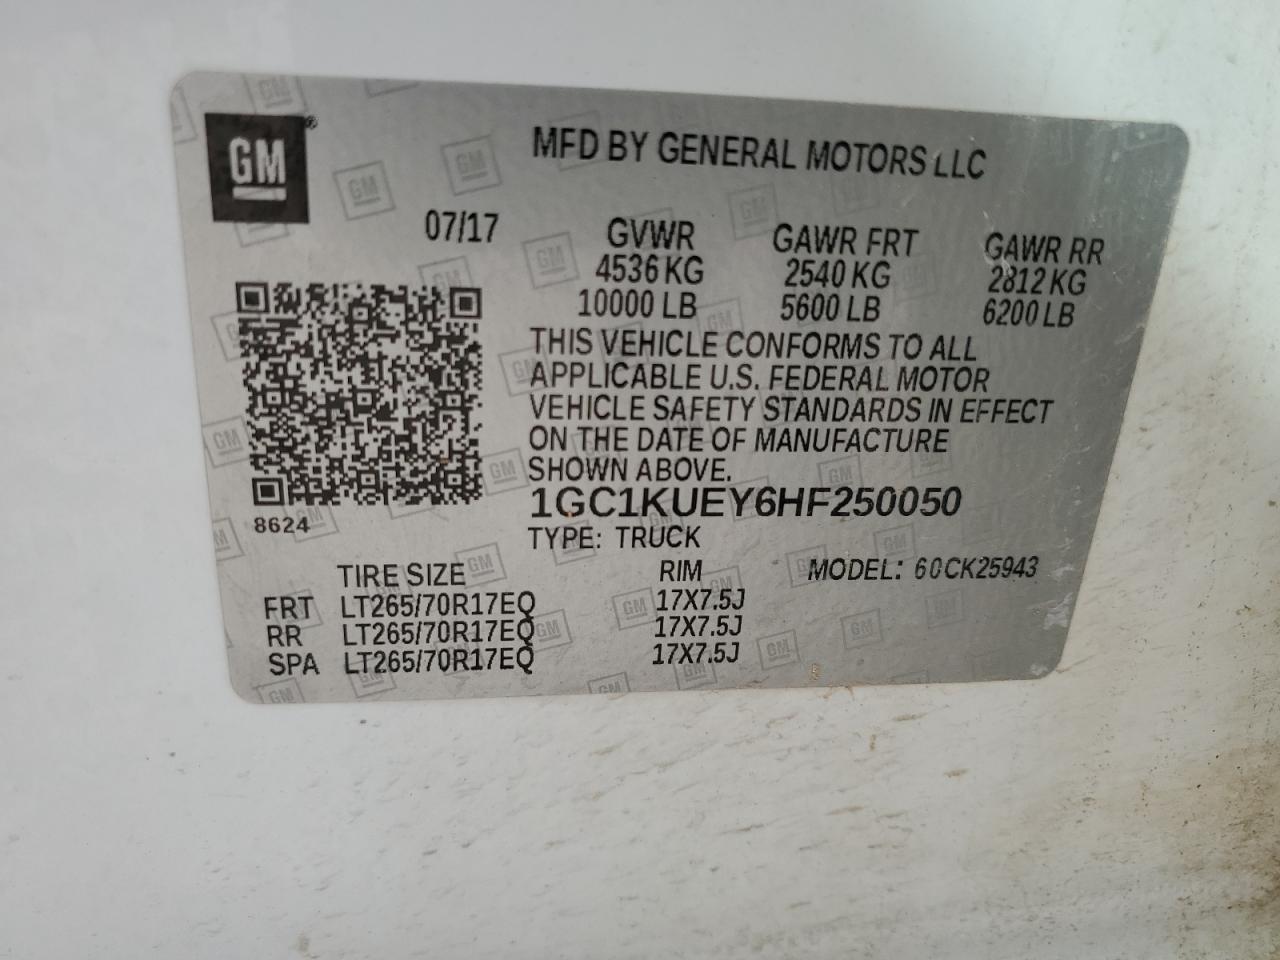 GM
MFD BY GENERAL MOTORS LLC
07/17
GVWR GAWR FRT GAWR RR
4536 KG 2540 KG 2812 KG
10000 LB 5600 LB 6200 LB
THIS VEHICLE CONFORMS TO ALL
APPLICABLE U.S. FEDERAL MOTOR
VEHICLE SAFETY STANDARDS IN EFFECT
ON THE DATE OF MANUFACTURE
SHOWN ABOVE.
1GC1KUEY6HF250050
8624
TYPE: TRUCK
TIRE SIZE RIM MODEL: 60CK25943
FRT LT265/70R17EQ 17X7.5J
RR LT265/70R17EQ 17X7.5J
SPA LT265/70R17EQ 17X7.5J